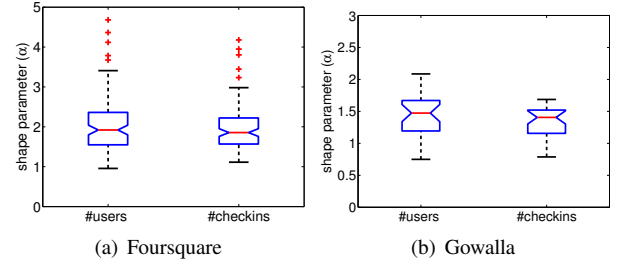 shape parameter (α)
5
4
3
2
1
0
#users
#checkins
(a) Foursquare
shape parameter (α)
3
2.5
2
1.5
1
0.5
0
#users
#checkins
(b) Gowalla